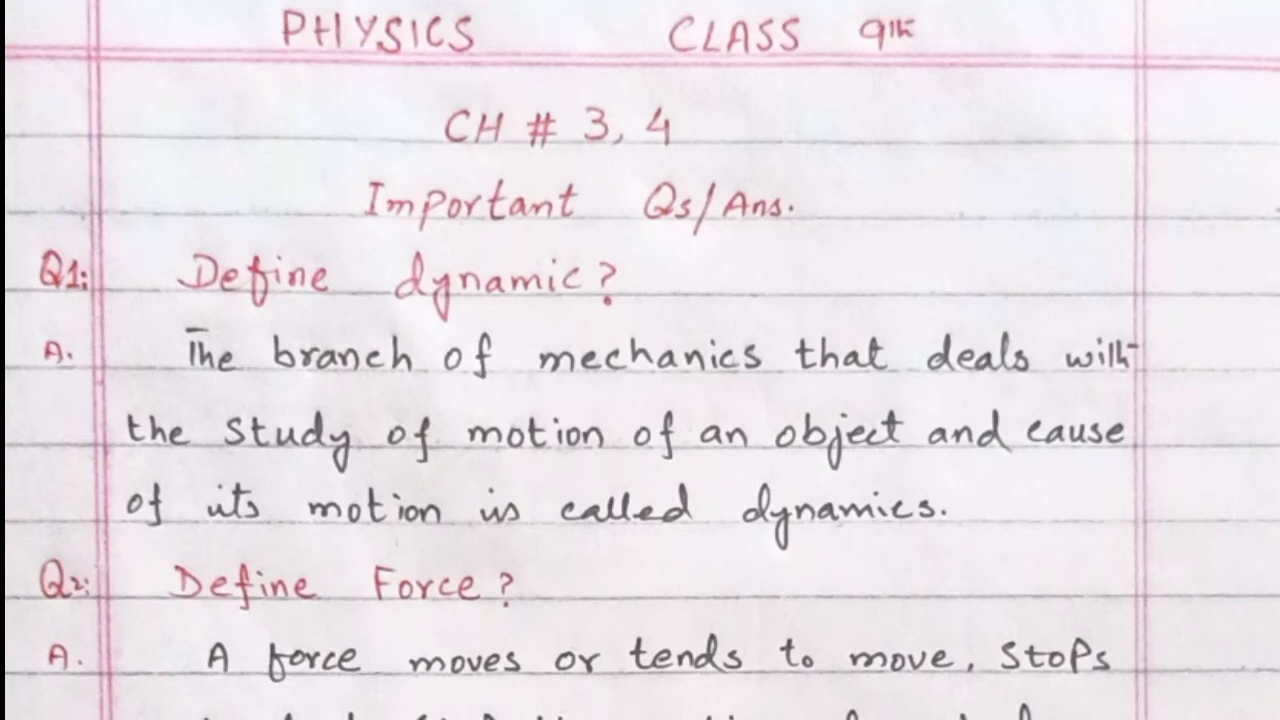 PHYSICS CLASS 9th
CH # 3, 4
Important Qs/Ans.
Q1: Define dynamic?
A. The branch of mechanics that deals with
the study of motion of an object and cause
of its motion is called dynamics.
Q2: Define Force?
A. A force moves or tends to move, stops